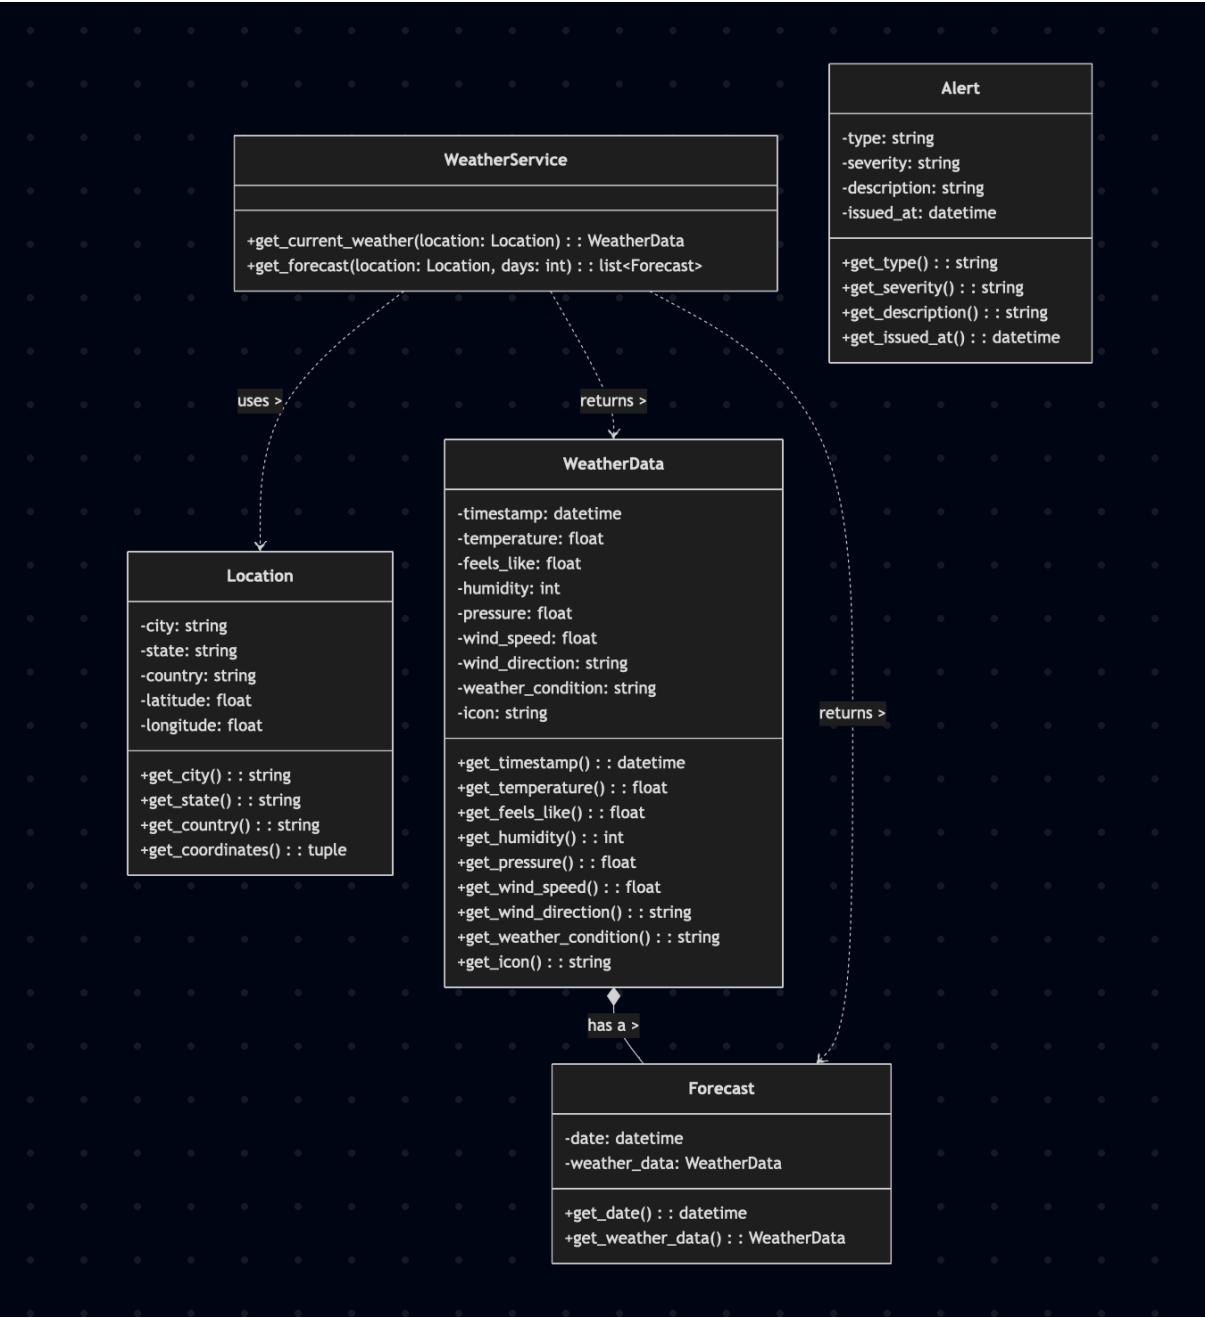 WeatherService
+get_current_weather(location: Location) : : WeatherData
+get_forecast(location: Location, days: int) : : list<Forecast>
Alert
-type: string
-severity: string
-description: string
-issued_at: datetime
+get_type() : : string
+get_severity() : : string
+get_description() : : string
+get_issued_at() : : datetime
uses >
returns >
returns >
Location
-city: string
-state: string
-country: string
-latitude: float
-longitude: float
+get_city() : : string
+get_state() : : string
+get_country() : : string
+get_coordinates() : : tuple
WeatherData
-timestamp: datetime
-temperature: float
-feels_like: float
-humidity: int
-pressure: float
-wind_speed: float
-wind_direction: string
-weather_condition: string
-icon: string
+get_timestamp() : : datetime
+get_temperature() : : float
+get_feels_like() : : float
+get_humidity() : : int
+get_pressure() : : float
+get_wind_speed() : : float
+get_wind_direction() : : string
+get_weather_condition() : : string
+get_icon() : : string
has a >
Forecast
-date: datetime
-weather_data: WeatherData
+get_date() : : datetime
+get_weather_data() : : WeatherData